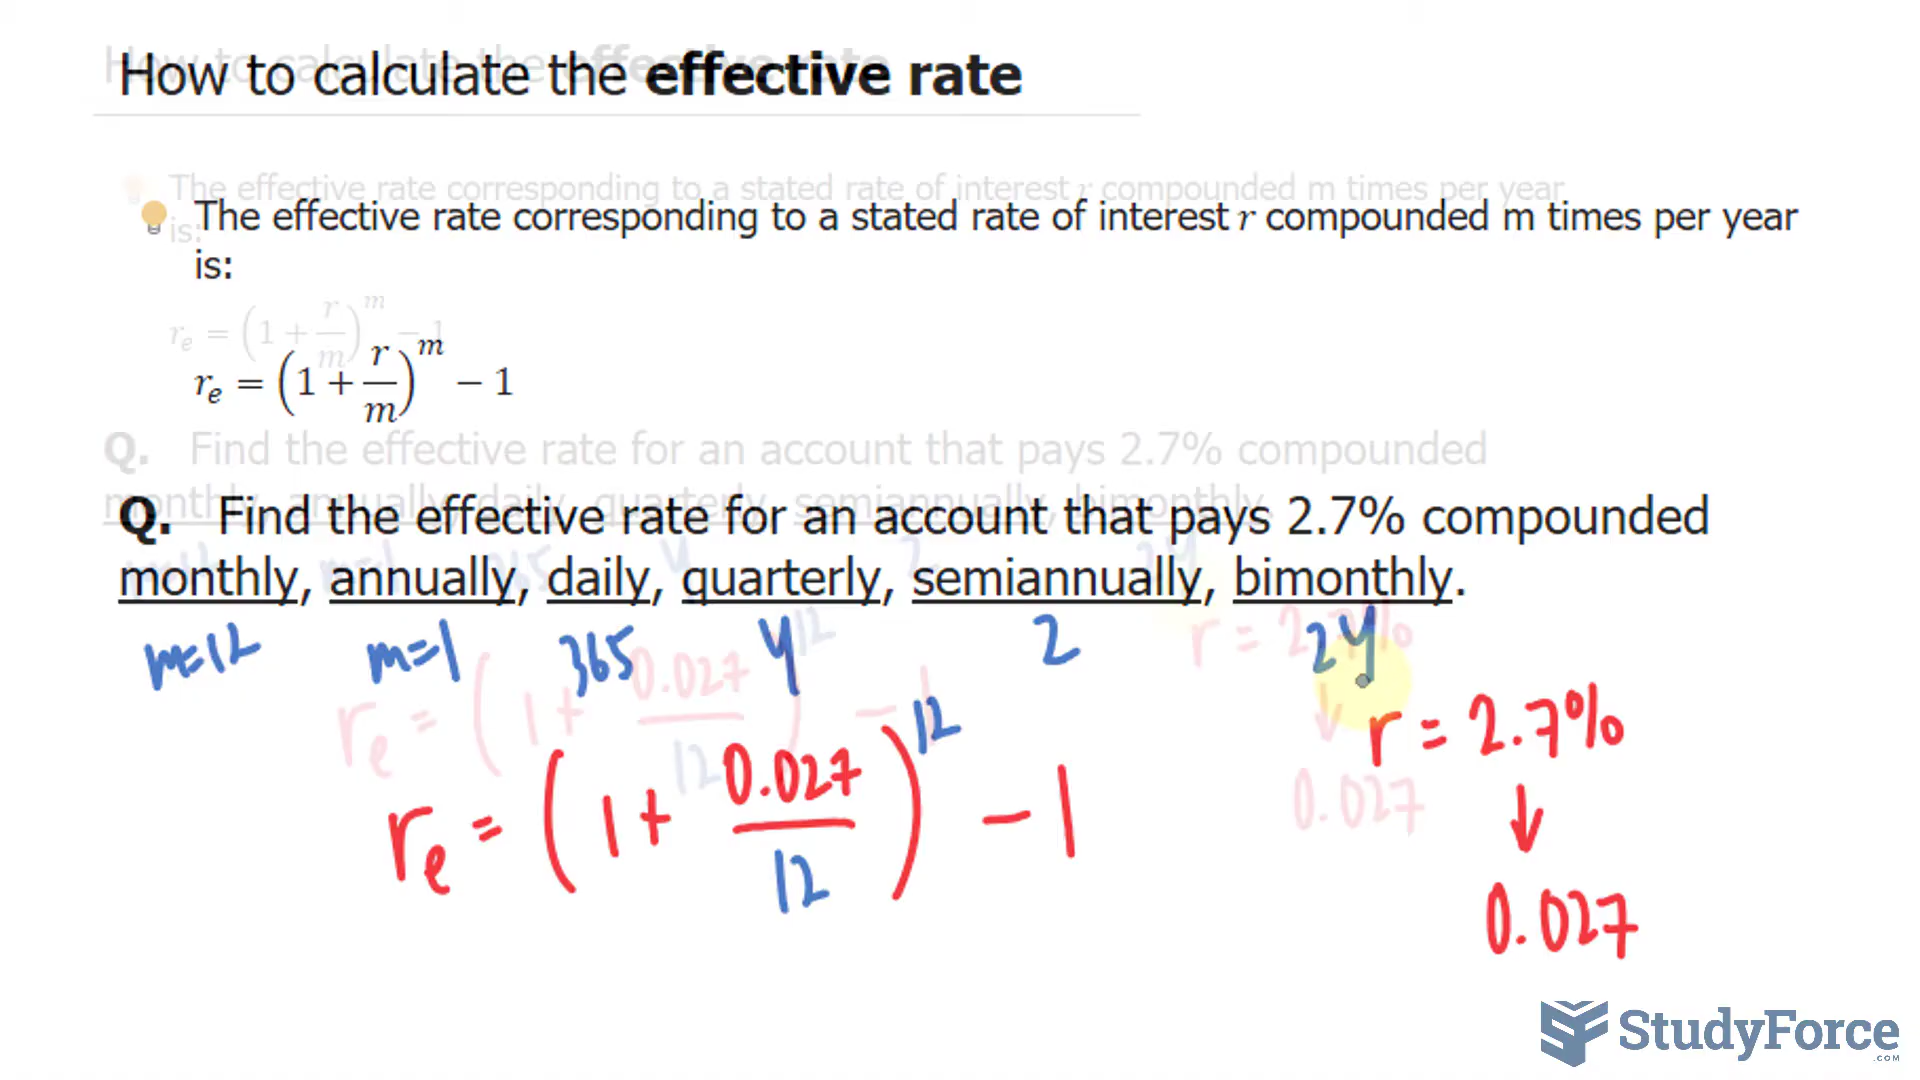 How to calculate the effective rate
The effective rate corresponding to a stated rate of interest r compounded m times per year
is:
rₑ = (1 + r/m)^m − 1
Q. Find the effective rate for an account that pays 2.7% compounded
monthly, annually, daily, quarterly, semiannually, bimonthly.
m=12 m=1 365 4 2 24
r = 2.7%
rₑ = (1 + 0.027/12)^12 − 1
↓
0.027
StudyForce
.COM